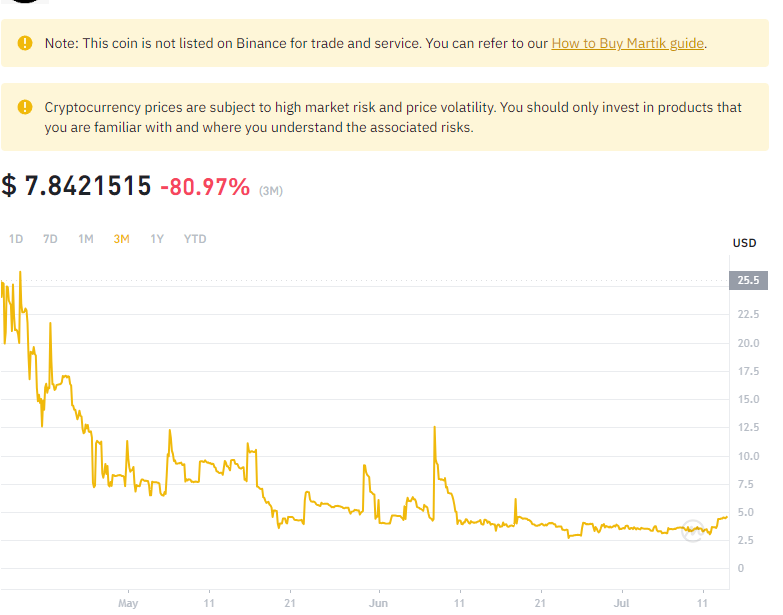 Note: This coin is not listed on Binance for trade and service. You can refer to our How to Buy Martik guide.
Cryptocurrency prices are subject to high market risk and price volatility. You should only invest in products that
you are familiar with and where you understand the associated risks.
$ 7.8421515 -80.97% (3M)
1D 7D 1M 3M 1Y YTD
USD
25.5
22.5
20.0
17.5
15.0
12.5
10.0
7.5
5.0
2.5
0
May 11 21 Jun 11 21 Jul 11